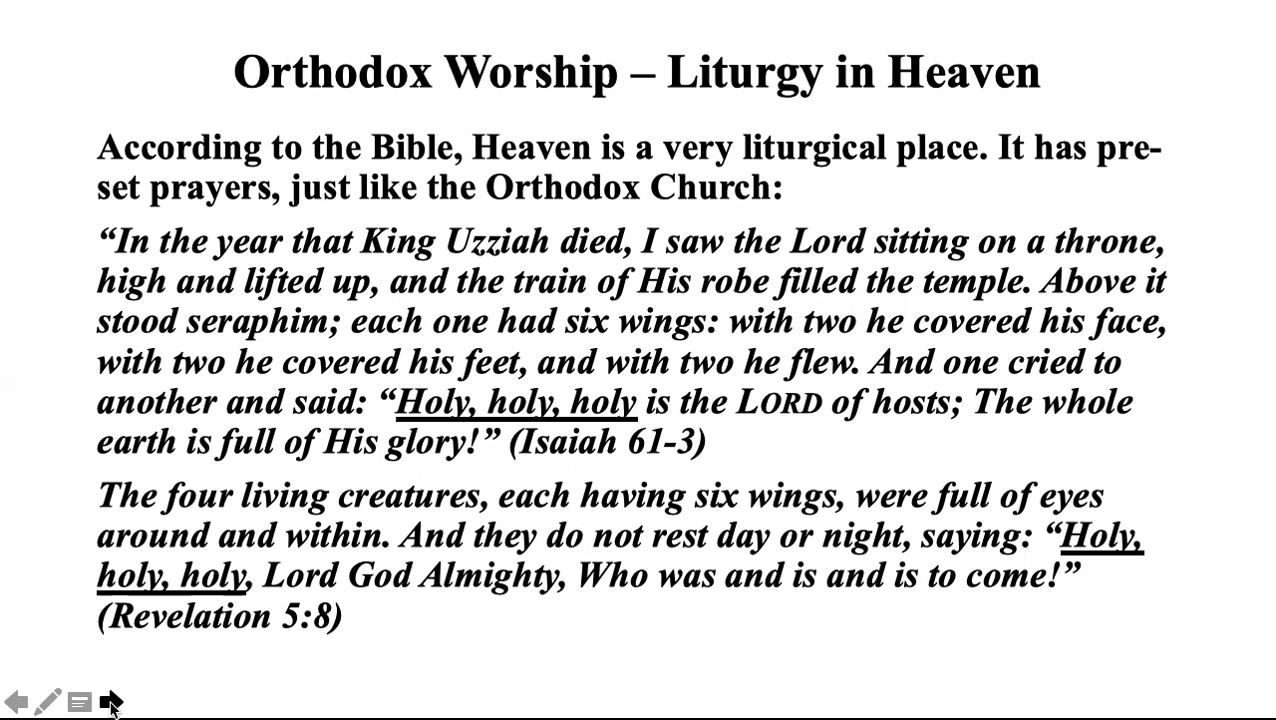 Orthodox Worship – Liturgy in Heaven
According to the Bible, Heaven is a very liturgical place. It has pre-
set prayers, just like the Orthodox Church:
“In the year that King Uzziah died, I saw the Lord sitting on a throne,
high and lifted up, and the train of His robe filled the temple. Above it
stood seraphim; each one had six wings: with two he covered his face,
with two he covered his feet, and with two he flew. And one cried to
another and said: “Holy, holy, holy is the LORD of hosts; The whole
earth is full of His glory!” (Isaiah 61-3)
The four living creatures, each having six wings, were full of eyes
around and within. And they do not rest day or night, saying: “Holy,
holy, holy, Lord God Almighty, Who was and is and is to come!”
(Revelation 5:8)